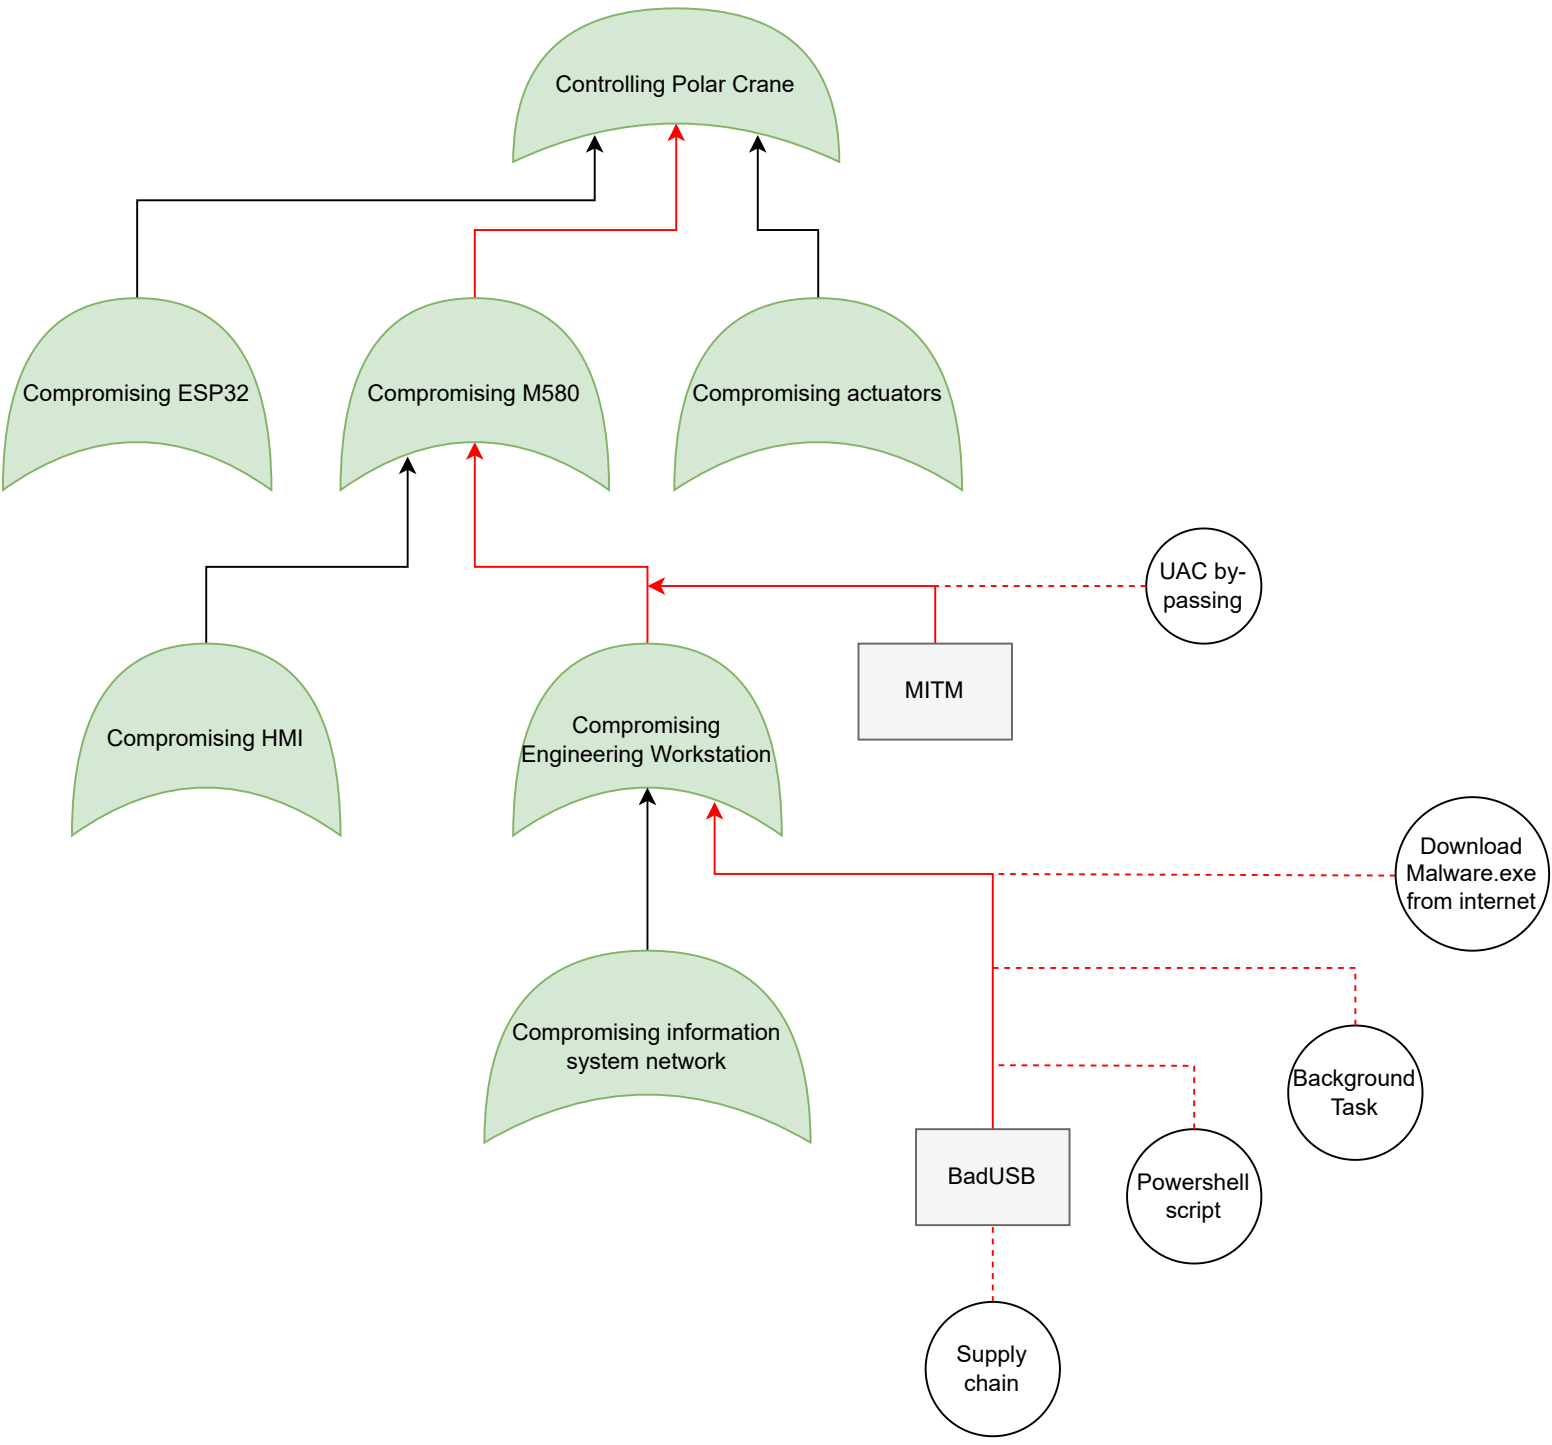 Controlling Polar Crane
Compromising ESP32
Compromising M580
Compromising actuators
UAC by-
passing
MITM
Compromising HMI
Compromising
Engineering Workstation
Download
Malware.exe
from internet
Compromising information
system network
Background
Task
BadUSB
Powershell
script
Supply
chain